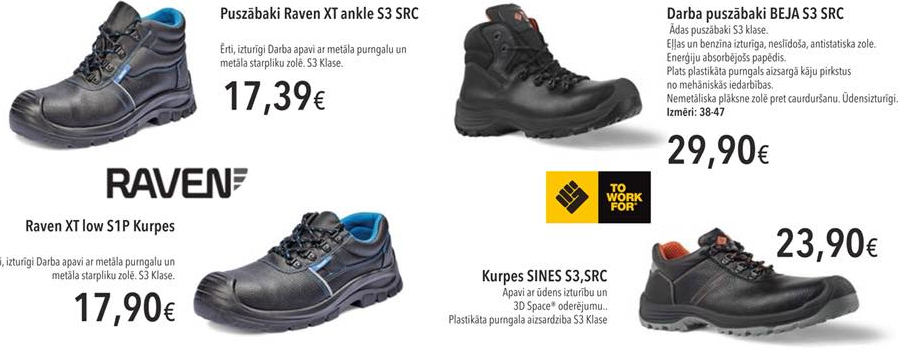 Puszābaki Raven XT ankle S3 SRC
Ērti, izturīgi Darba apavi ar metāla purngalu un
metāla starpliku zolē. S3 Klase.
17,39€
RAVEN
Raven XT low S1P Kurpes
i, izturīgi Darba apavi ar metāla purngalu un
metāla starpliku zolē. S3 Klase.
17,90€
Darba puszābaki BEJA S3 SRC
Ādas puszābaki S3 klase.
Eļļas un benzīna izturīga, neslīdoša, antistatiska zole.
Enerģiju absorbējošs papēdis.
Plats plastikāta purngals aizsargā kāju pirkstus
no mehāniskās iedarbības.
Nemetāliska plāksne zolē pret caurduršanu. Ūdensizturīgi.
Izmēri: 38-47
29,90€
TO
WORK
FOR
23,90€
Kurpes SINES S3,SRC
Apavi ar ūdens izturību un
3D Space® oderējumu..
Plastikāta purngala aizsardzība S3 Klase